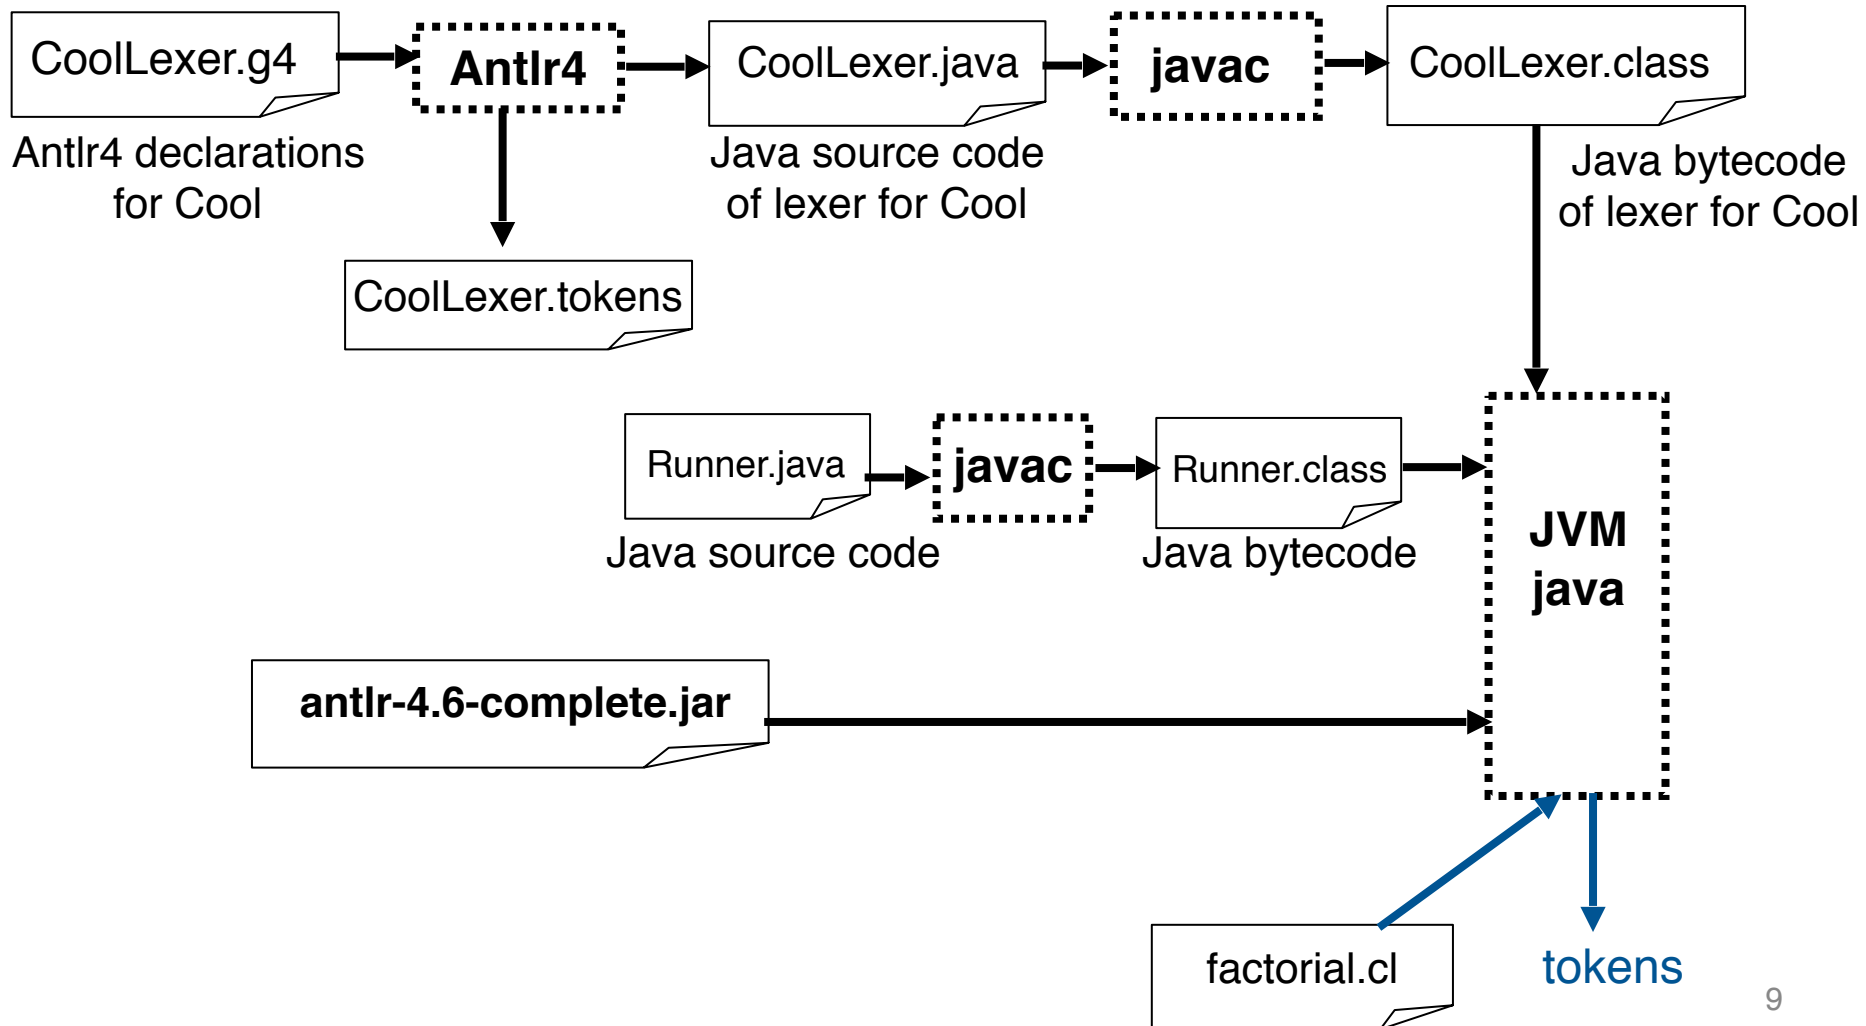 CoolLexer.g4
Antlr4
CoolLexer.java
javac
CoolLexer.class
Antlr4 declarations
for Cool
Java source code
of lexer for Cool
Java bytecode
of lexer for Cool
CoolLexer.tokens
Runner.java
javac
Runner.class
Java source code
Java bytecode
JVM
java
antlr-4.6-complete.jar
factorial.cl
tokens
9